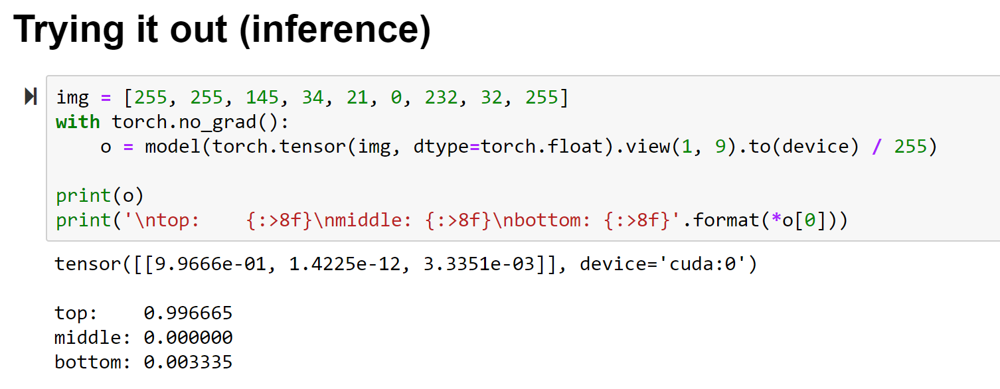 Trying it out (inference)
img = [255, 255, 145, 34, 21, 0, 232, 32, 255]
with torch.no_grad():
    o = model(torch.tensor(img, dtype=torch.float).view(1, 9).to(device) / 255)
print(o)
print('\ntop:    {:>8f}\nmiddle: {:>8f}\nbottom: {:>8f}'.format(*o[0]))
tensor([[9.9666e-01, 1.4225e-12, 3.3351e-03]], device='cuda:0')
top:    0.996665
middle: 0.000000
bottom: 0.003335